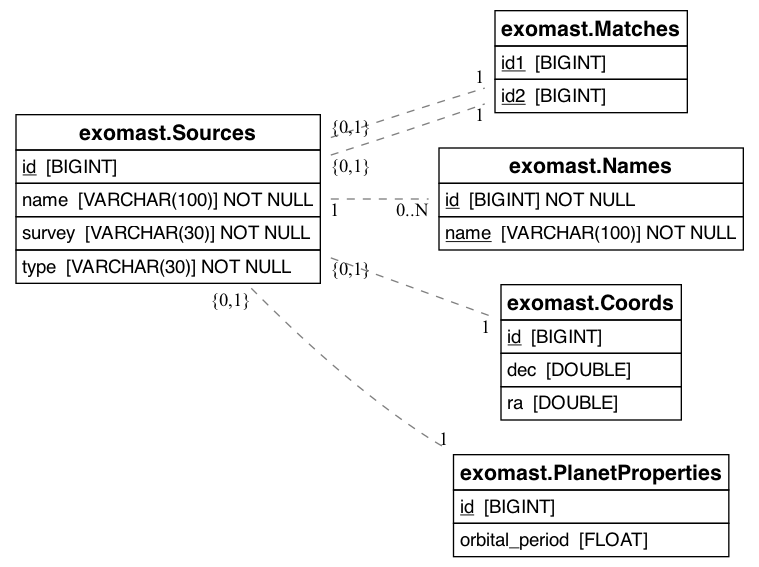 exomast.Matches
id1 [BIGINT]
id2 [BIGINT]
1
{0,1}
1
{0,1}
exomast.Sources
id [BIGINT]
name [VARCHAR(100)] NOT NULL
survey [VARCHAR(30)] NOT NULL
type [VARCHAR(30)] NOT NULL
exomast.Names
id [BIGINT] NOT NULL
name [VARCHAR(100)] NOT NULL
1
0..N
{0,1}
1
exomast.Coords
id [BIGINT]
dec [DOUBLE]
ra [DOUBLE]
{0,1}
1
exomast.PlanetProperties
id [BIGINT]
orbital_period [FLOAT]